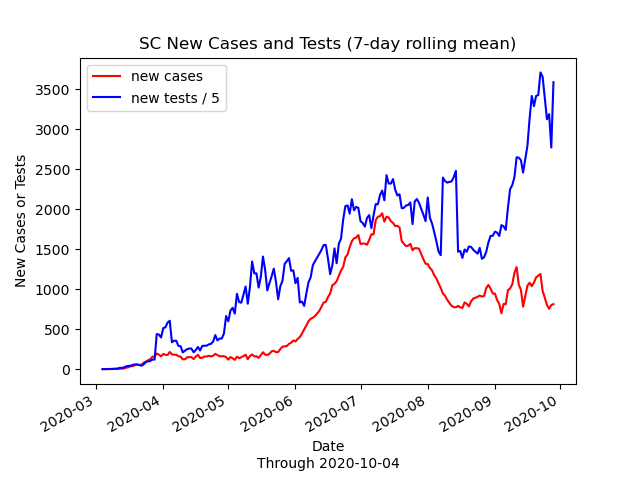 SC New Cases and Tests (7-day rolling mean)
new cases
new tests / 5
New Cases or Tests
3500
3000
2500
2000
1500
1000
500
0
2020-03
2020-04
2020-05
2020-06
2020-07
2020-08
2020-09
2020-10
Date
Through 2020-10-04